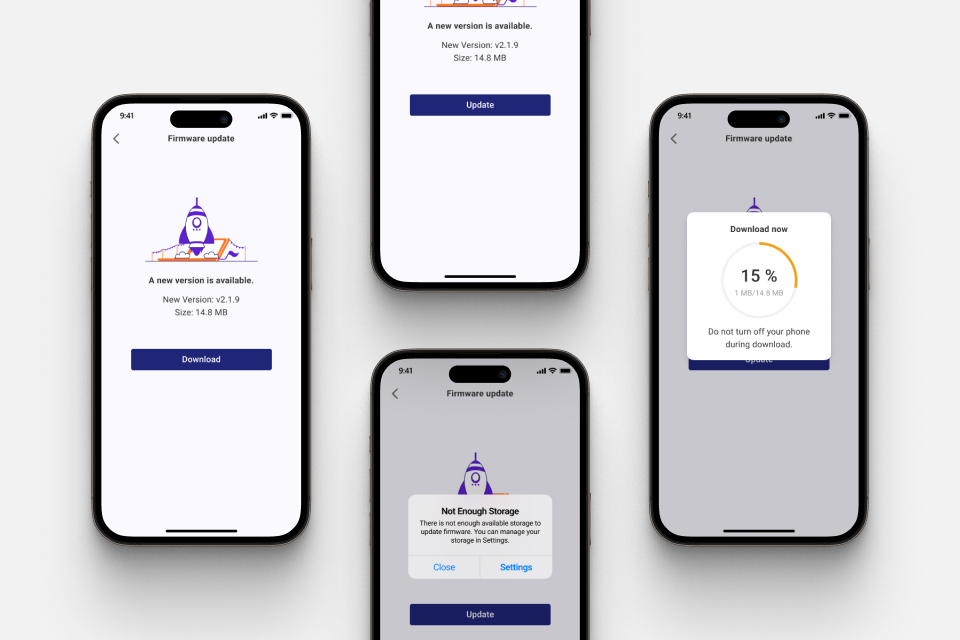 9:41
Firmware update
A new version is available.
New Version: v2.1.9
Size: 14.8 MB
Download
A new version is available.
New Version: v2.1.9
Size: 14.8 MB
Update
9:41
Firmware update
Not Enough Storage
There is not enough available storage to
update firmware. You can manage your
storage in Settings.
Close
Settings
Update
9:41
Firmware update
Download now
15 %
1 MB/14.8 MB
Do not turn off your phone
during download.
Update